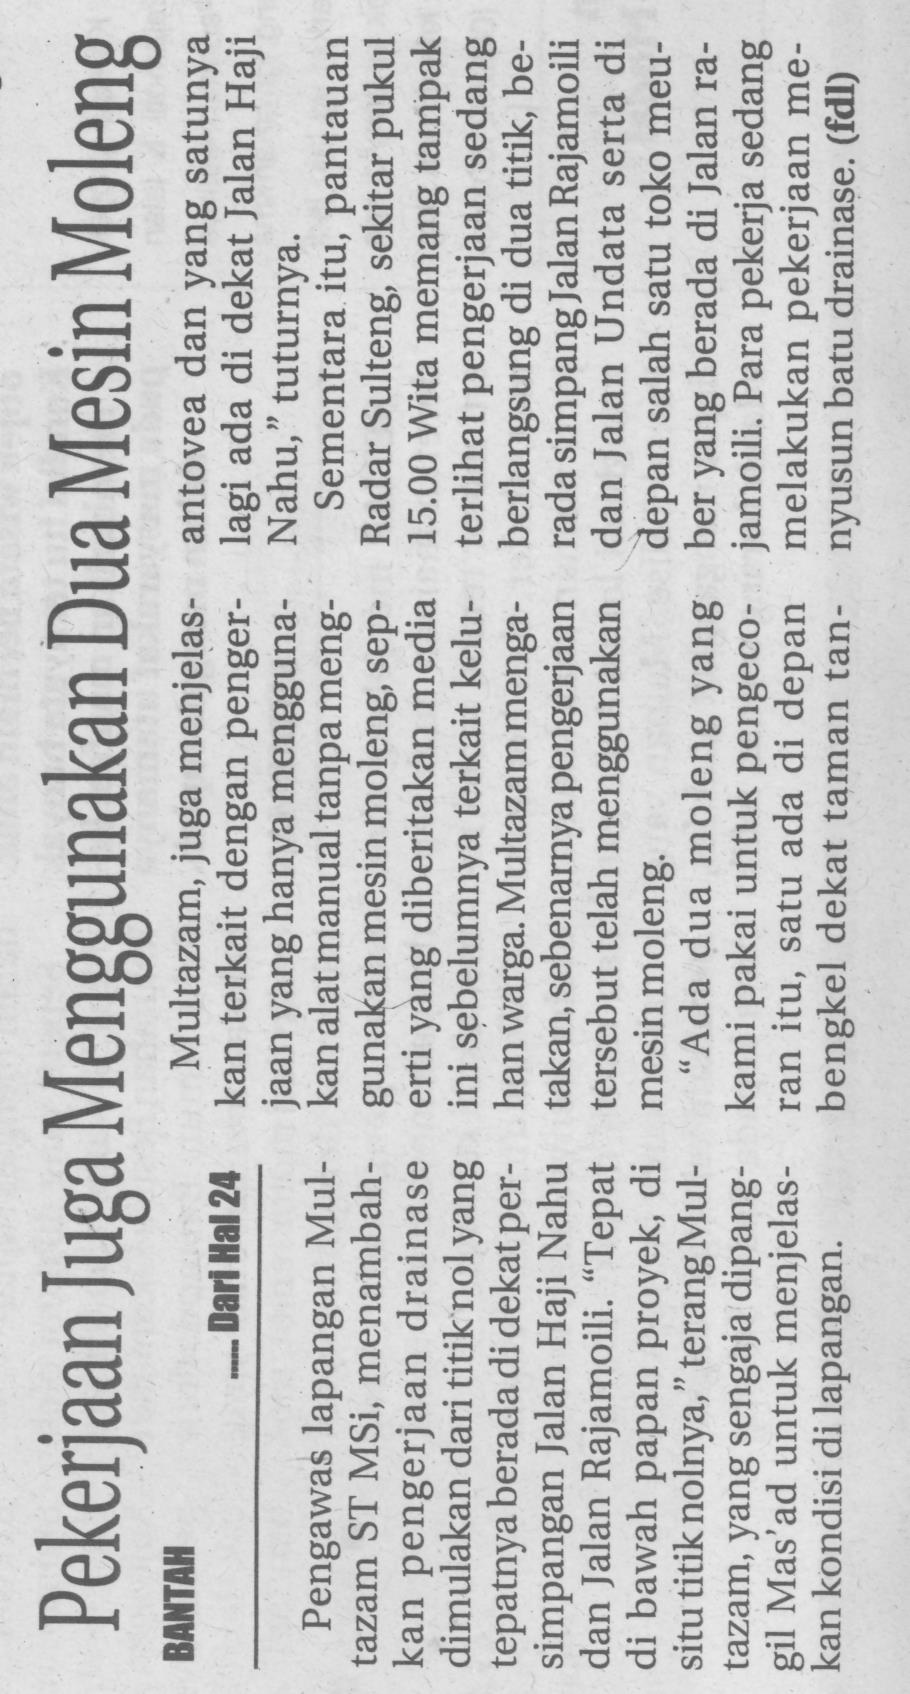 Pekerjaan Juga Menggunakan Dua Mesin Moleng
BANTAH
...... Dari Hal 24
Pengawas lapangan Mul-
tazam ST MSi, menambah-
kan pengerjaan drainase
dimulakan dari titik nol yang
tepatnya berada di dekat per-
simpangan Jalan Haji Nahu
dan Jalan Rajamoili. “Tepat
di bawah papan proyek, di
situ titik nolnya,” terang Mul-
tazam, yang sengaja dipang-
gil Mas’ad untuk menjelas-
kan kondisi di lapangan.
Multazam, juga menjelas-
kan terkait dengan penger-
jaan yang hanya mengguna-
kan alat manual tanpa meng-
gunakan mesin moleng, sep-
erti yang diberitakan media
ini sebelumnya terkait kelu-
han warga. Multazam menga-
takan, sebenarnya pengerjaan
tersebut telah menggunakan
mesin moleng.
“Ada dua moleng yang
kami pakai untuk pengeco-
ran itu, satu ada di depan
bengkel dekat taman tan-
antovea dan yang satunya
lagi ada di dekat Jalan Haji
Nahu,” tuturnya.
Sementara itu, pantauan
Radar Sulteng, sekitar pukul
15.00 Wita memang tampak
terlihat pengerjaan sedang
berlangsung di dua titik, be-
rada simpang Jalan Rajamoili
dan Jalan Undata serta di
depan salah satu toko meu-
ber yang berada di Jalan ra-
jamoili. Para pekerja sedang
melakukan pekerjaan me-
nyusun batu drainase. (fdl)